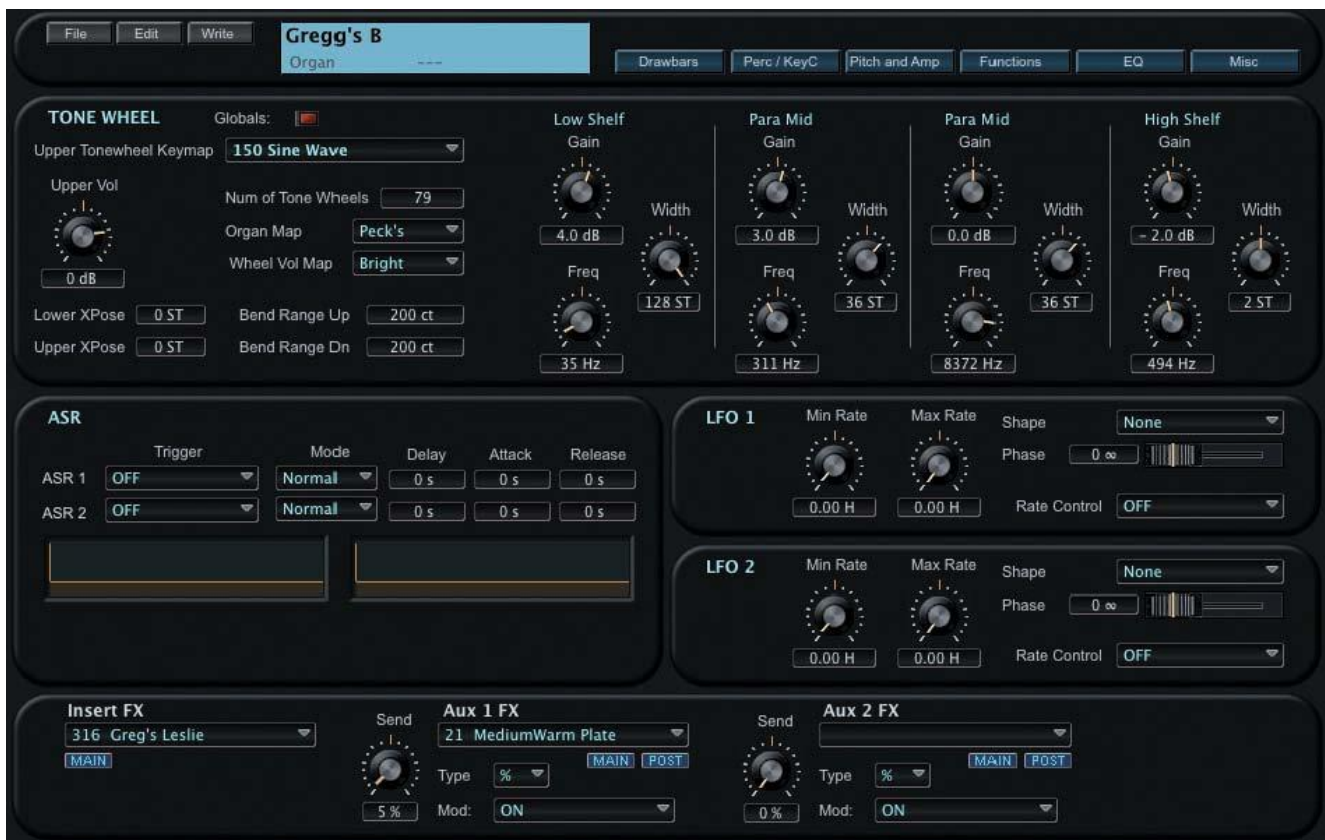 File Edit Write
Gregg's B
Organ ---
Drawbars Perc / KeyC Pitch and Amp Functions EQ Misc
TONE WHEEL Globals:
Upper Tonewheel Keymap 150 Sine Wave
Upper Vol
0 dB
Num of Tone Wheels 79
Organ Map Peck's
Wheel Vol Map Bright
Lower XPose 0 ST Bend Range Up 200 ct
Upper XPose 0 ST Bend Range Dn 200 ct
Low Shelf
Gain
4.0 dB
Width
128 ST
Freq
35 Hz
Para Mid
Gain
3.0 dB
Width
36 ST
Freq
311 Hz
Para Mid
Gain
0.0 dB
Width
36 ST
Freq
8372 Hz
High Shelf
Gain
- 2.0 dB
Width
2 ST
Freq
494 Hz
ASR
Trigger Mode Delay Attack Release
ASR 1 OFF Normal 0 s 0 s 0 s
ASR 2 OFF Normal 0 s 0 s 0 s
LFO 1 Min Rate Max Rate
0.00 H 0.00 H
Shape None
Phase 0 ∞
Rate Control OFF
LFO 2 Min Rate Max Rate
0.00 H 0.00 H
Shape None
Phase 0 ∞
Rate Control OFF
Insert FX
316 Greg's Leslie
MAIN
Send
5 %
Aux 1 FX
21 MediumWarm Plate
MAIN POST
Type %
Mod: ON
Send
0 %
Aux 2 FX
MAIN POST
Type %
Mod: ON